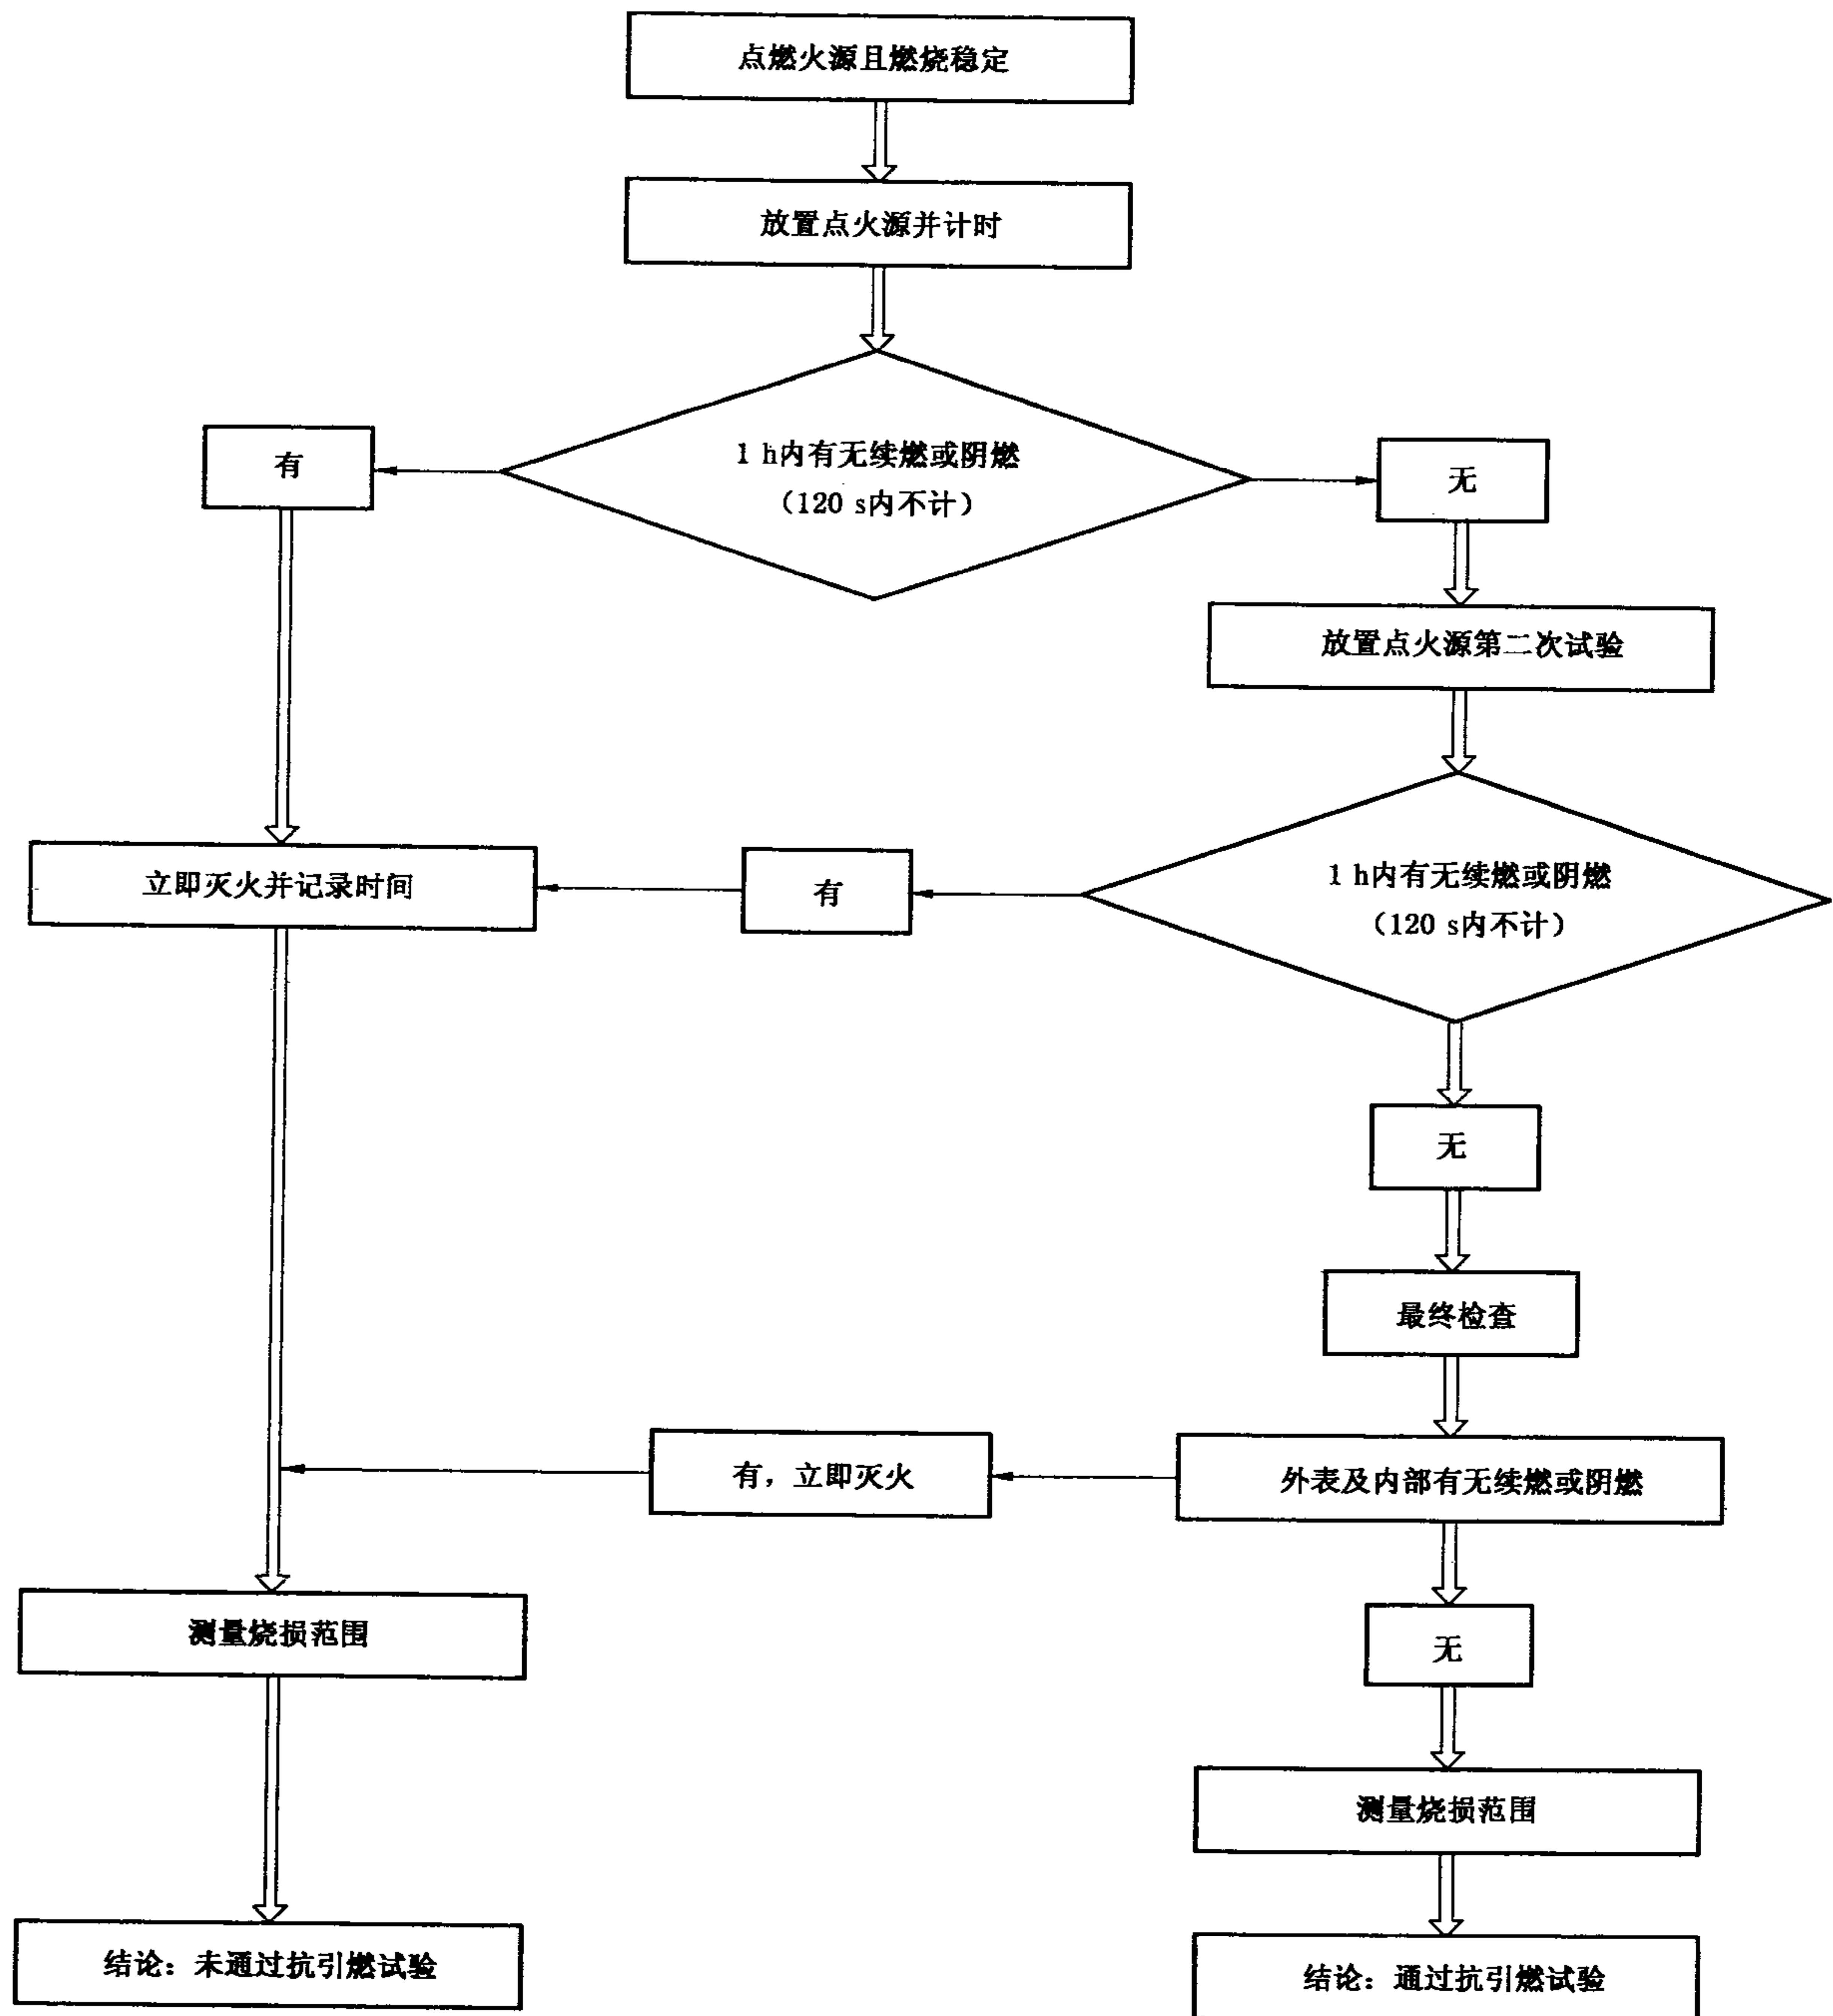 点燃火源且燃烧稳定
放置点火源并计时
1 h内有无续燃或阴燃
（120 s内不计）
有
无
放置点火源第二次试验
1 h内有无续燃或阴燃
（120 s内不计）
有
立即灭火并记录时间
无
最终检查
外表及内部有无续燃或阴燃
有，立即灭火
无
测量烧损范围
测量烧损范围
结论：未通过抗引燃试验
结论：通过抗引燃试验